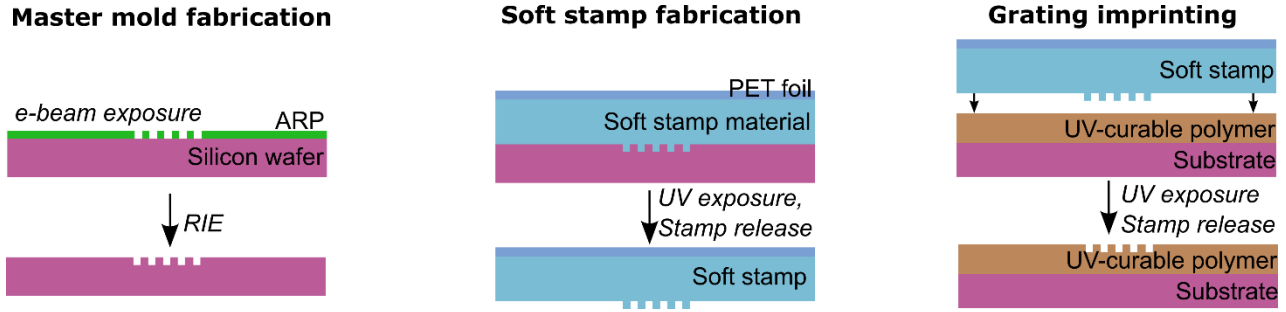 Master mold fabrication
e-beam exposure
ARP
Silicon wafer
RIE
Soft stamp fabrication
PET foil
Soft stamp material
UV exposure,
Stamp release
Soft stamp
Grating imprinting
Soft stamp
UV-curable polymer
Substrate
UV exposure
Stamp release
UV-curable polymer
Substrate